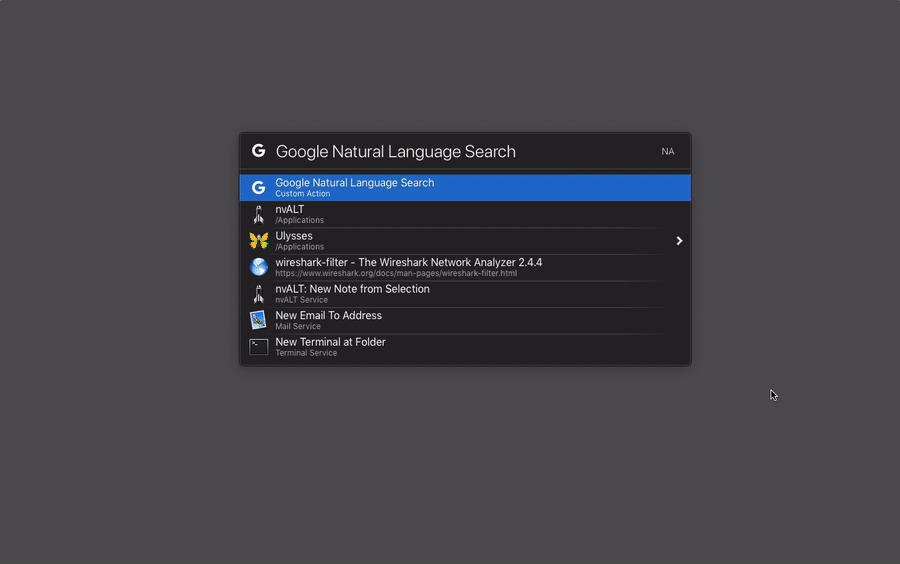 Google Natural Language Search
NA
Google Natural Language Search
Custom Action
nvALT
/Applications
Ulysses
/Applications
wireshark-filter - The Wireshark Network Analyzer 2.4.4
https://www.wireshark.org/docs/man-pages/wireshark-filter.html
nvALT: New Note from Selection
nvALT Service
New Email To Address
Mail Service
New Terminal at Folder
Terminal Service